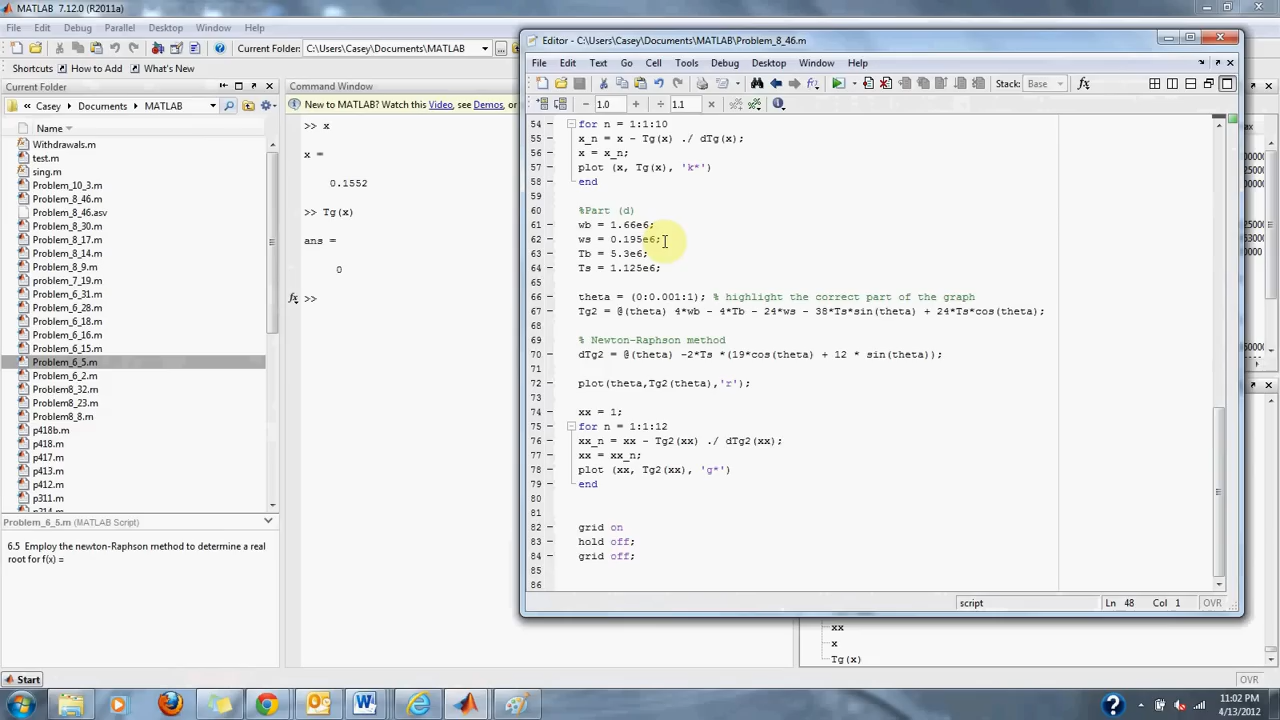 MATLAB 7.12.0 (R2011a)
File Edit Debug Parallel Desktop Window Help
Current Folder: C:\Users\Casey\Documents\MATLAB
Shortcuts How to Add What's New
Current Folder
Casey Documents MATLAB
Name
Withdrawals.m
test.m
sing.m
Problem_10_3.m
Problem_8_46.m
Problem_8_46.asv
Problem_8_30.m
Problem_8_17.m
Problem_8_14.m
Problem_8_9.m
problem_7_19.m
Problem_6_31.m
Problem_6_28.m
Problem_6_18.m
Problem_6_16.m
Problem_6_15.m
Problem_6_5.m
Problem_6_2.m
Problem8_32.m
Problem8_8.m
p418b.m
p418.m
p417.m
p413.m
p412.m
p311.m
Problem_6_5.m (MATLAB Script)
6.5 Employ the newton-Raphson method to determine a real
root for f(x) =
Command Window
New to MATLAB? Watch this Video, see Demos, or
>> x
x =
0.1552
>> Tg(x)
ans =
0
fx >>
Editor - C:\Users\Casey\Documents\MATLAB\Problem_8_46.m
File Edit Text Go Cell Tools Debug Desktop Window Help
Stack: Base fx
− 1.0 + ÷ 1.1 ×
54 for n = 1:1:10
55 x_n = x - Tg(x) ./ dTg(x);
56 x = x_n;
57 plot (x, Tg(x), 'k*')
58 end
59
60 %Part (d)
61 wb = 1.66e6;
62 ws = 0.195e6;
63 Tb = 5.3e6;
64 Ts = 1.125e6;
65
66 theta = (0:0.001:1); % highlight the correct part of the graph
67 Tg2 = @(theta) 4*wb - 4*Tb - 24*ws - 38*Ts*sin(theta) + 24*Ts*cos(theta);
68
69 % Newton-Raphson method
70 dTg2 = @(theta) -2*Ts *(19*cos(theta) + 12 * sin(theta));
71
72 plot(theta,Tg2(theta),'r');
73
74 xx = 1;
75 for n = 1:1:12
76 xx_n = xx - Tg2(xx) ./ dTg2(xx);
77 xx = xx_n;
78 plot (xx, Tg2(xx), 'g*')
79 end
80
81
82 grid on
83 hold off;
84 grid off;
85
86
script Ln 48 Col 1 OVR
xx
x
Tg(x)
Start
OVR
11:02 PM
4/13/2012